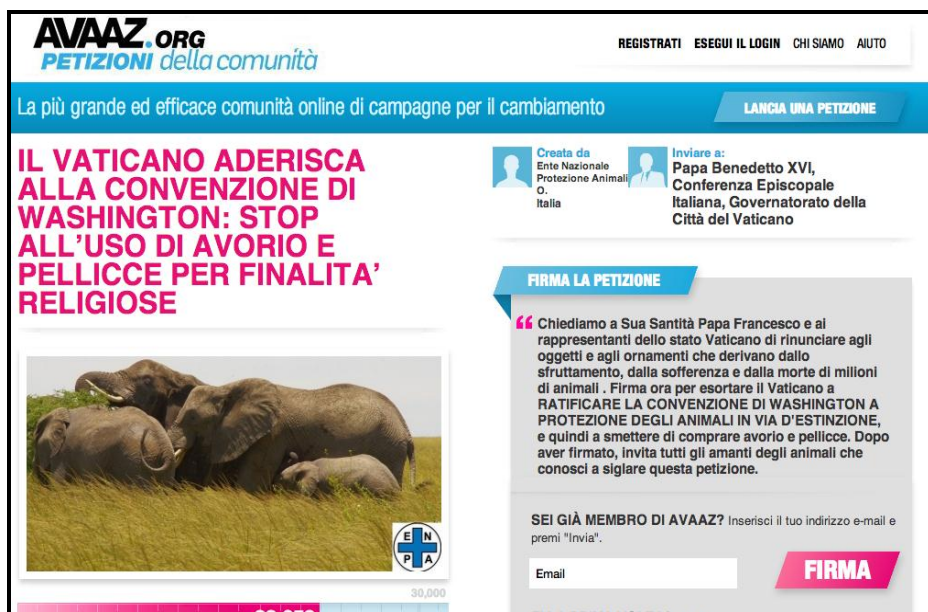 AVAAZ.ORG
PETIZIONI della comunità
REGISTRATI ESEGUI IL LOGIN CHI SIAMO AIUTO
La più grande ed efficace comunità online di campagne per il cambiamento
LANCIA UNA PETIZIONE
IL VATICANO ADERISCA
ALLA CONVENZIONE DI
WASHINGTON: STOP
ALL'USO DI AVORIO E
PELLICCE PER FINALITA'
RELIGIOSE
Creata da
Ente Nazionale
Protezione Animali
O.
Italia
Inviare a:
Papa Benedetto XVI,
Conferenza Episcopale
Italiana, Governatorato della
Città del Vaticano
FIRMA LA PETIZIONE
Chiediamo a Sua Santità Papa Francesco e ai
rappresentanti dello stato Vaticano di rinunciare agli
oggetti e agli ornamenti che derivano dallo
sfruttamento, dalla sofferenza e dalla morte di milioni
di animali . Firma ora per esortare il Vaticano a
RATIFICARE LA CONVENZIONE DI WASHINGTON A
PROTEZIONE DEGLI ANIMALI IN VIA D'ESTINZIONE,
e quindi a smettere di comprare avorio e pellicce. Dopo
aver firmato, invita tutti gli amanti degli animali che
conosci a siglare questa petizione.
SEI GIÀ MEMBRO DI AVAAZ? Inserisci il tuo indirizzo e-mail e
premi "Invia".
Email
FIRMA
E N
P A
30,000